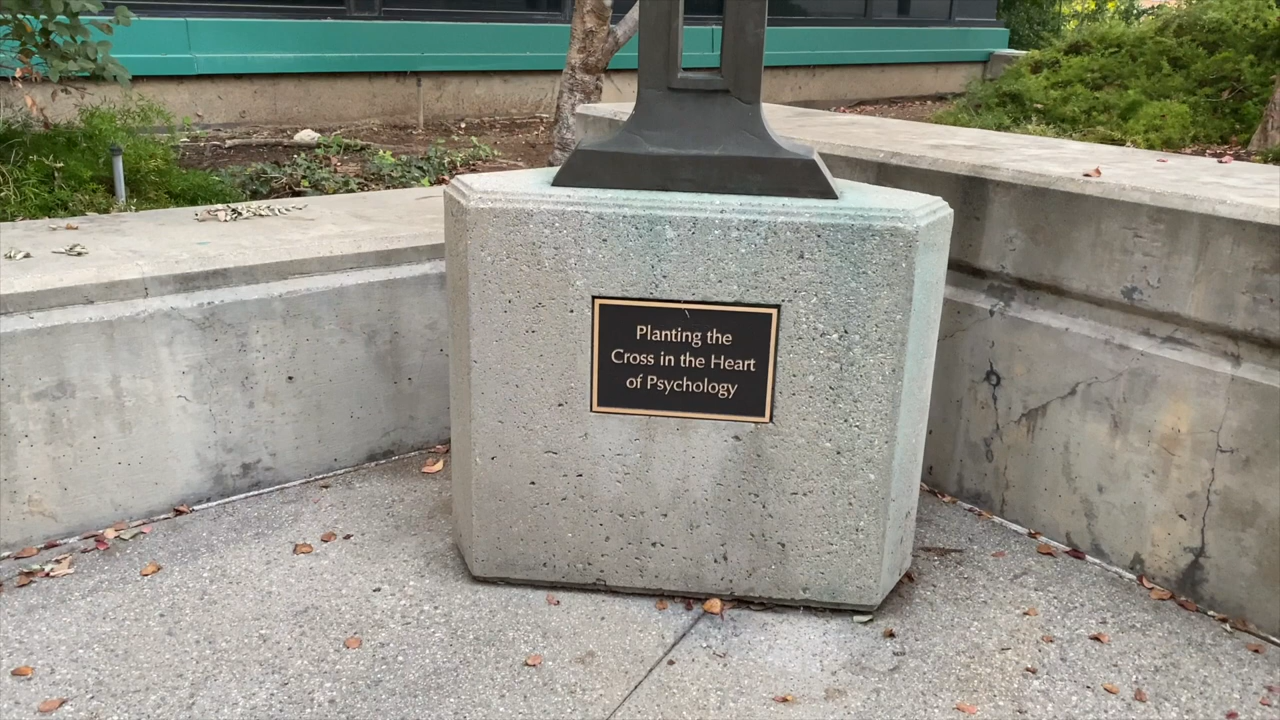 Planting the
Cross in the Heart
of Psychology